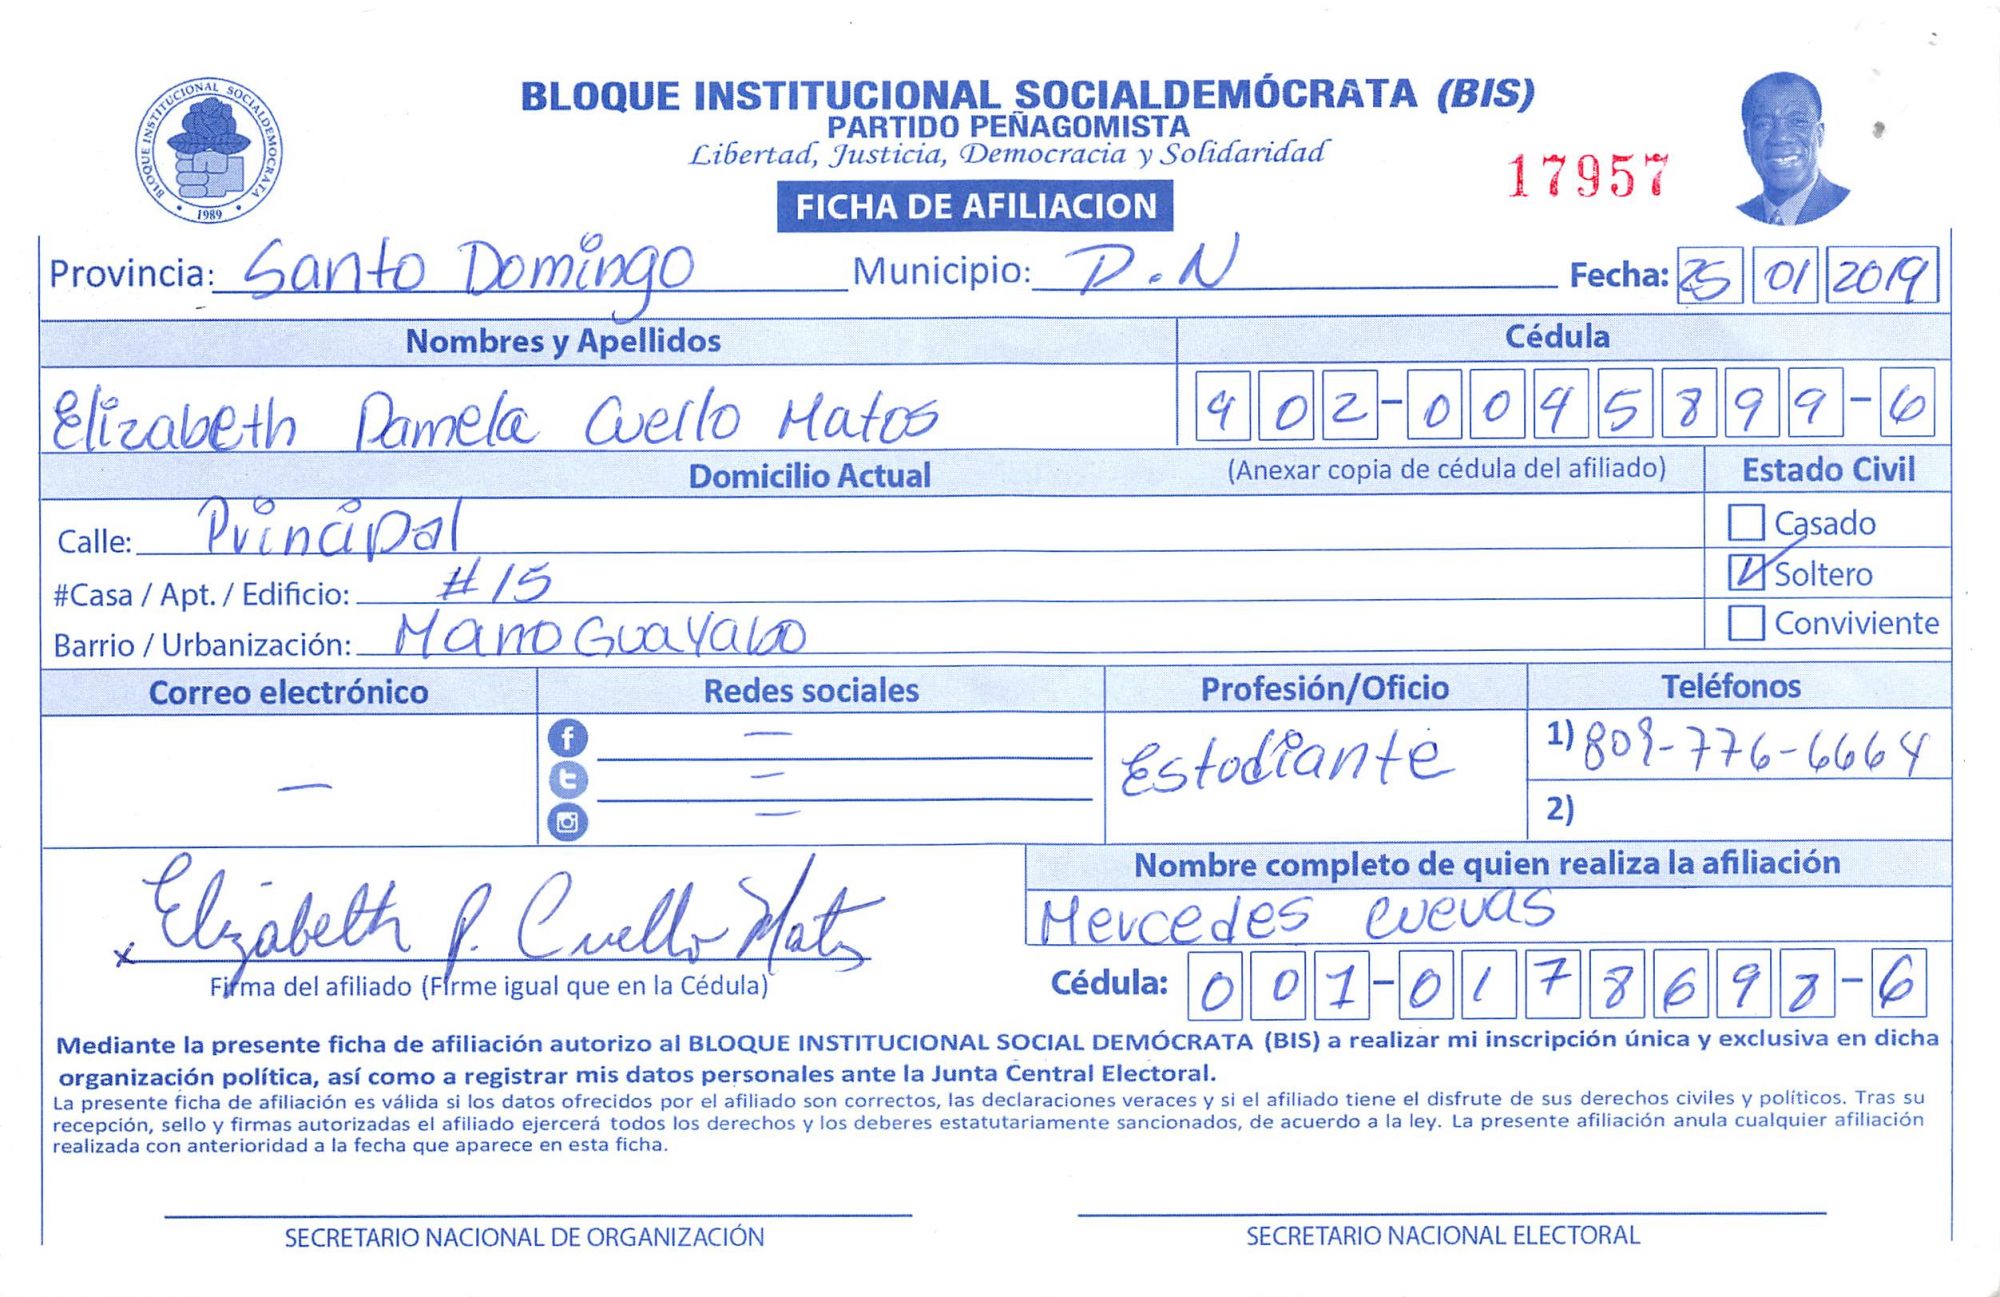 BLOQUE INSTITUCIONAL SOCIALDEMOCRATA
1989
BLOQUE INSTITUCIONAL SOCIALDEMÓCRATA (BIS)
PARTIDO PEÑAGOMISTA
Libertad, Justicia, Democracia y Solidaridad
17957
FICHA DE AFILIACION
Provincia: Santo Domingo Municipio: D.N Fecha: 25 01 2019
Nombres y Apellidos Cédula
Elizabeth Pamela Cuello Matos 402-0045899-6
Domicilio Actual (Anexar copia de cédula del afiliado) Estado Civil
Calle: Principal Casado
#Casa / Apt. / Edificio: #15 Soltero
Barrio / Urbanización: Manoguayabo Conviviente
Correo electrónico Redes sociales Profesión/Oficio Teléfonos
— — Estodiante 1) 809-776-6664
—
— 2)
Nombre completo de quien realiza la afiliación
Mercedes cuevas
x Elizabeth P. Cuello Matos
Firma del afiliado (Firme igual que en la Cédula) Cédula: 001-0178698-6
Mediante la presente ficha de afiliación autorizo al BLOQUE INSTITUCIONAL SOCIAL DEMÓCRATA (BIS) a realizar mi inscripción única y exclusiva en dicha
organización política, así como a registrar mis datos personales ante la Junta Central Electoral.
La presente ficha de afiliación es válida si los datos ofrecidos por el afiliado son correctos, las declaraciones veraces y si el afiliado tiene el disfrute de sus derechos civiles y políticos. Tras su
recepción, sello y firmas autorizadas el afiliado ejercerá todos los derechos y los deberes estatutariamente sancionados, de acuerdo a la ley. La presente afiliación anula cualquier afiliación
realizada con anterioridad a la fecha que aparece en esta ficha.
SECRETARIO NACIONAL DE ORGANIZACIÓN SECRETARIO NACIONAL ELECTORAL